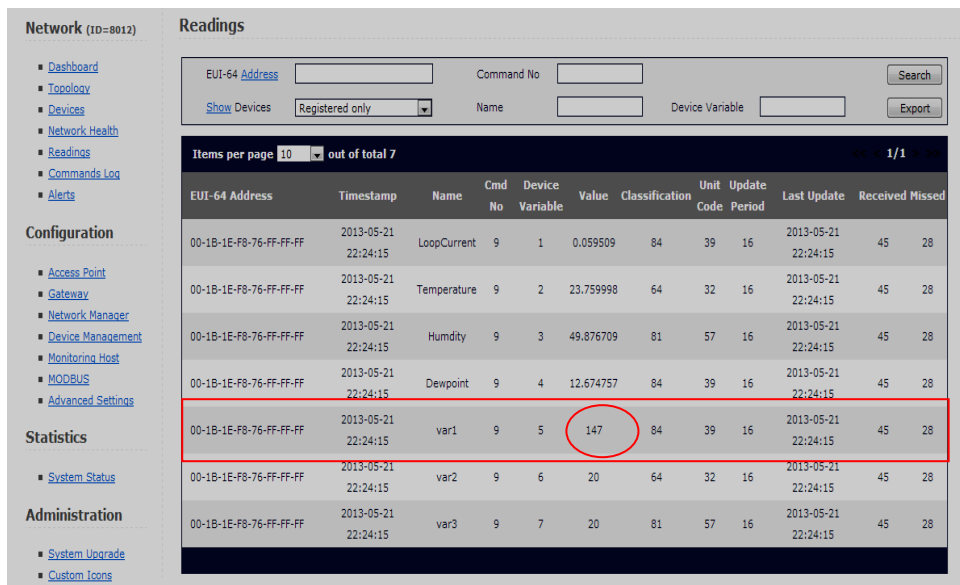 Network (ID=8012)
Dashboard
Topology
Devices
Network Health
Readings
Commands Log
Alerts
Configuration
Access Point
Gateway
Network Manager
Device Management
Monitoring Host
MODBUS
Advanced Settings
Statistics
System Status
Administration
System Upgrade
Custom Icons
Readings
EUI-64 Address Command No Search
Show Devices Registered only Name Device Variable Export
Items per page 10 out of total 7 << < 1/1 > >>
EUI-64 Address Timestamp Name Cmd No Device Variable Value Classification Unit Code Update Period Last Update Received Missed
00-1B-1E-F8-76-FF-FF-FF 2013-05-21 22:24:15 LoopCurrent 9 1 0.059509 84 39 16 2013-05-21 22:24:15 45 28
00-1B-1E-F8-76-FF-FF-FF 2013-05-21 22:24:15 Temperature 9 2 23.759998 64 32 16 2013-05-21 22:24:15 45 28
00-1B-1E-F8-76-FF-FF-FF 2013-05-21 22:24:15 Humdity 9 3 49.876709 81 57 16 2013-05-21 22:24:15 45 28
00-1B-1E-F8-76-FF-FF-FF 2013-05-21 22:24:15 Dewpoint 9 4 12.674757 84 39 16 2013-05-21 22:24:15 45 28
00-1B-1E-F8-76-FF-FF-FF 2013-05-21 22:24:15 var1 9 5 147 84 39 16 2013-05-21 22:24:15 45 28
00-1B-1E-F8-76-FF-FF-FF 2013-05-21 22:24:15 var2 9 6 20 64 32 16 2013-05-21 22:24:15 45 28
00-1B-1E-F8-76-FF-FF-FF 2013-05-21 22:24:15 var3 9 7 20 81 57 16 2013-05-21 22:24:15 45 28